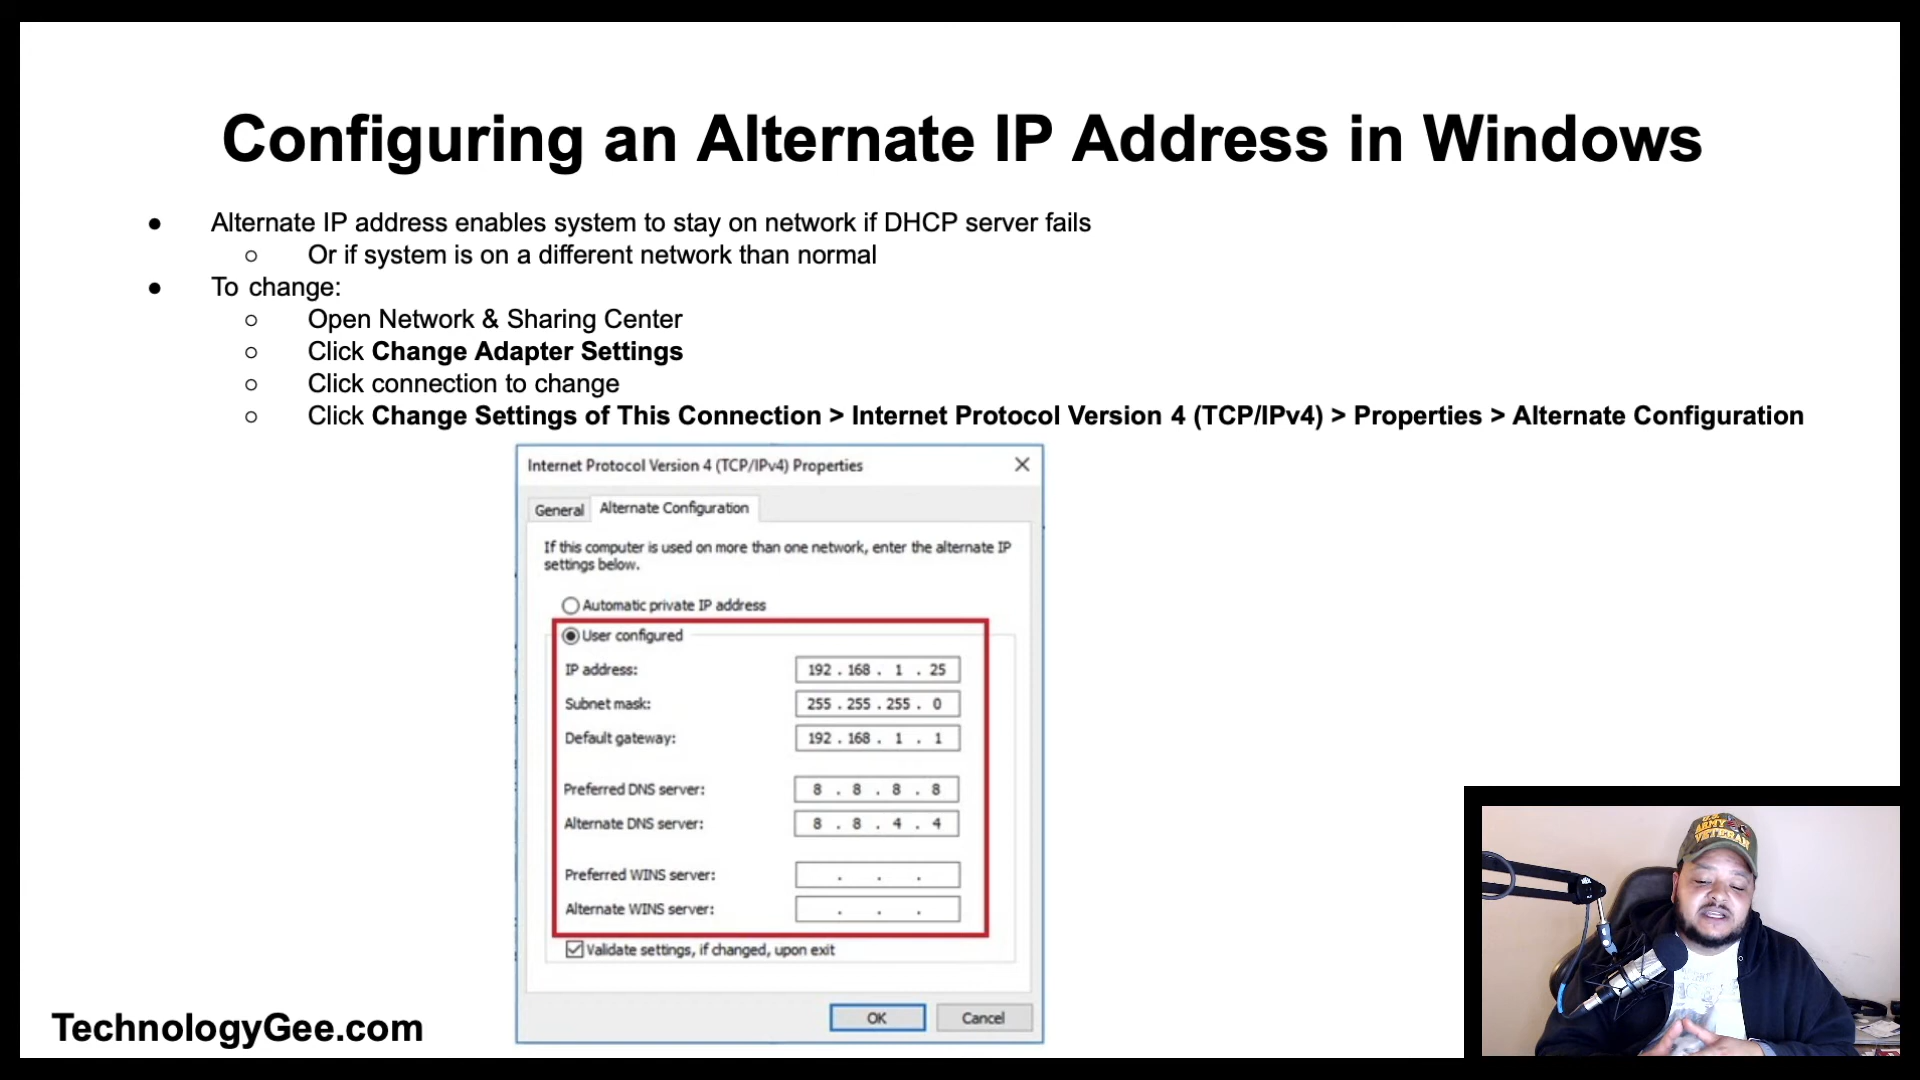 Configuring an Alternate IP Address in Windows
● Alternate IP address enables system to stay on network if DHCP server fails
○ Or if system is on a different network than normal
● To change:
○ Open Network & Sharing Center
○ Click Change Adapter Settings
○ Click connection to change
○ Click Change Settings of This Connection > Internet Protocol Version 4 (TCP/IPv4) > Properties > Alternate Configuration
Internet Protocol Version 4 (TCP/IPv4) Properties
General Alternate Configuration
If this computer is used on more than one network, enter the alternate IP
settings below.
Automatic private IP address
User configured
IP address: 192 . 168 . 1 . 25
Subnet mask: 255 . 255 . 255 . 0
Default gateway: 192 . 168 . 1 . 1
Preferred DNS server: 8 . 8 . 8 . 8
Alternate DNS server: 8 . 8 . 4 . 4
Preferred WINS server: . . .
Alternate WINS server: . . .
Validate settings, if changed, upon exit
OK Cancel
TechnologyGee.com
U.S.
ARMY
VETERAN